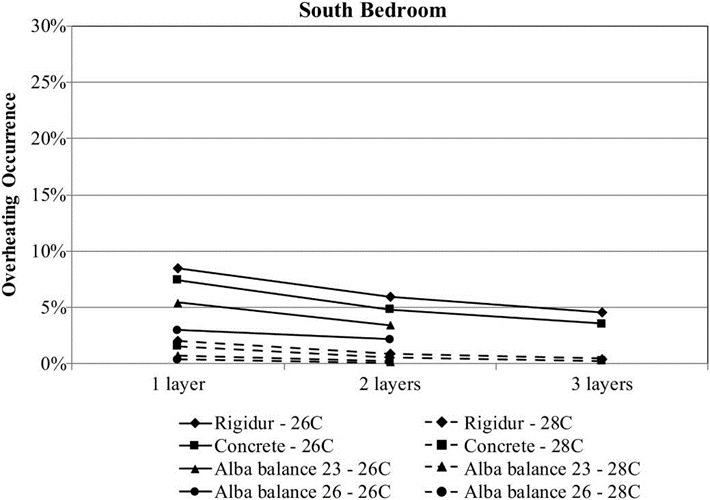 South Bedroom
Overheating Occurrence
30%
25%
20%
15%
10%
5%
0%
1 layer 2 layers 3 layers
Rigidur - 26C Rigidur - 28C
Concrete - 26C Concrete - 28C
Alba balance 23 - 26C Alba balance 23 - 28C
Alba balance 26 - 26C Alba balance 26 - 28C